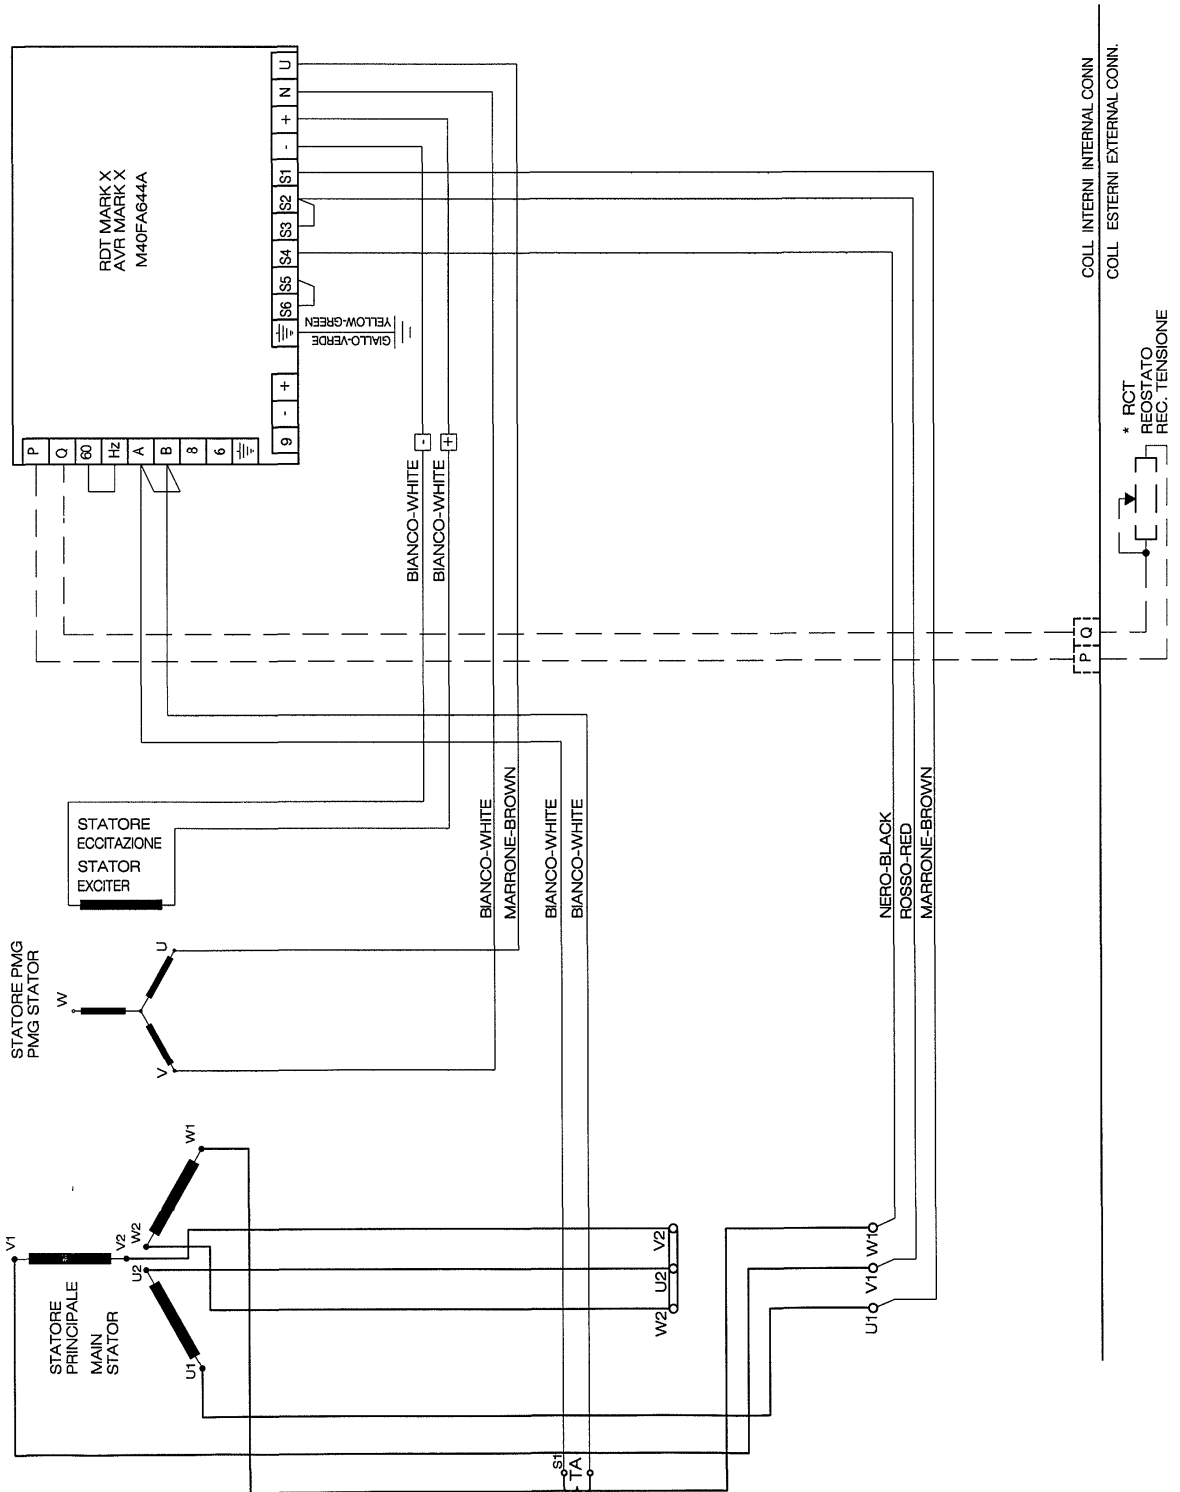 RDT MARK X
AVR MARK X
M40FA644A
U
N
+
-
S1
S2
S3
S4
S5
S6
GIALLO-VERDE
YELLOW-GREEN
+
-
9
P
Q
60
Hz
A
B
8
6
-
+
BIANCO-WHITE
BIANCO-WHITE
COLL INTERNI INTERNAL CONN
COLL ESTERNI EXTERNAL CONN.
* RCT
REOSTATO
REC. TENSIONE
P
Q
STATORE
ECCITAZIONE
STATOR
EXCITER
BIANCO-WHITE
MARRONE-BROWN
BIANCO-WHITE
BIANCO-WHITE
NERO-BLACK
ROSSO-RED
MARRONE-BROWN
STATORE PMG
PMG STATOR
W
U
V
STATORE
PRINCIPALE
MAIN
STATOR
V1
V2
W2
W1
U2
U1
V2
U2
W2
W1
V1
U1
S1
TA